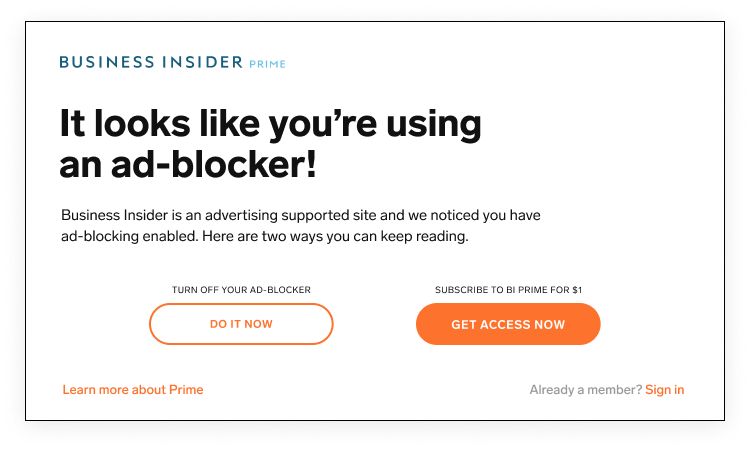 BUSINESS INSIDER PRIME
It looks like you’re using
an ad-blocker!
Business Insider is an advertising supported site and we noticed you have
ad-blocking enabled. Here are two ways you can keep reading.
TURN OFF YOUR AD-BLOCKER
DO IT NOW
SUBSCRIBE TO BI PRIME FOR $1
GET ACCESS NOW
Learn more about Prime
Already a member? Sign in